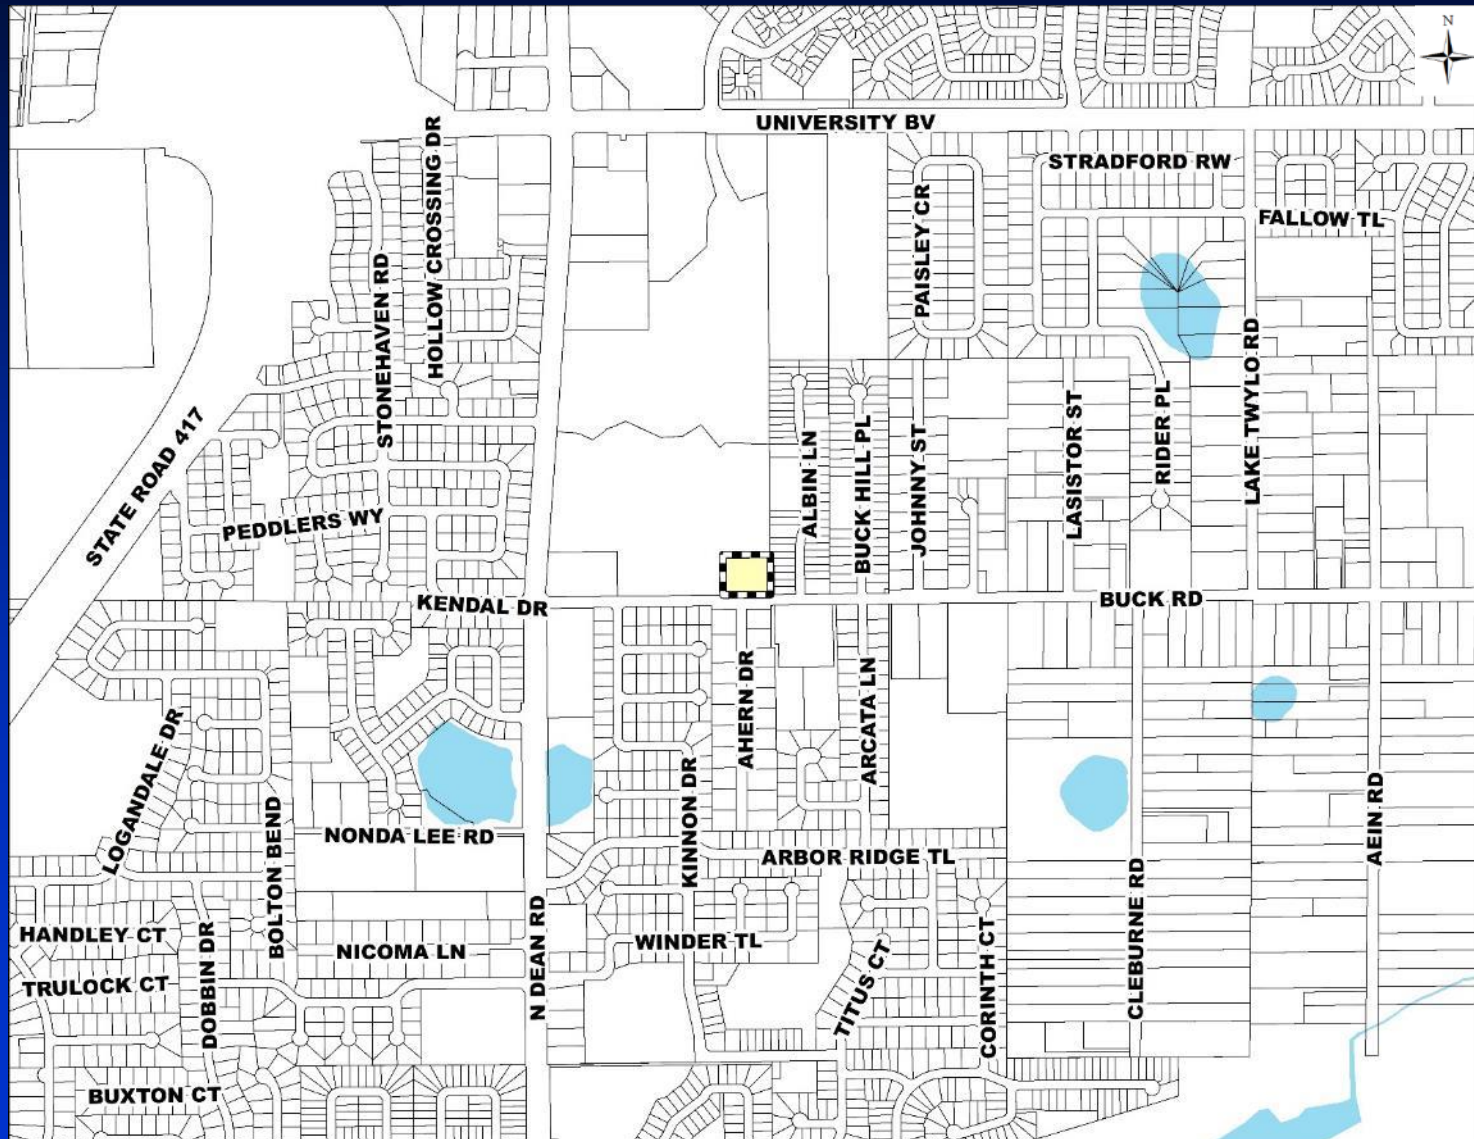 N
UNIVERSITY BV
STRADFORD RW
HOLLOW CROSSING DR
PAISLEY CR
FALLOW TL
STONEHAVEN RD
LAKE TWYLO RD
RIDER PL
LASISTOR ST
STATE ROAD 417
ALBIN LN
BUCK HILL PL
JOHNNY ST
PEDDLERS WY
KENDAL DR
BUCK RD
AHERN DR
ARCATA LN
LOGANDALE DR
KINNON DR
AEIN RD
BOLTON BEND
NONDA LEE RD
ARBOR RIDGE TL
CLEBURNE RD
N DEAN RD
HANDLEY CT
DOBBIN DR
NICOMA LN
WINDER TL
TITUS CT
CORINTH CT
TRULOCK CT
BUXTON CT